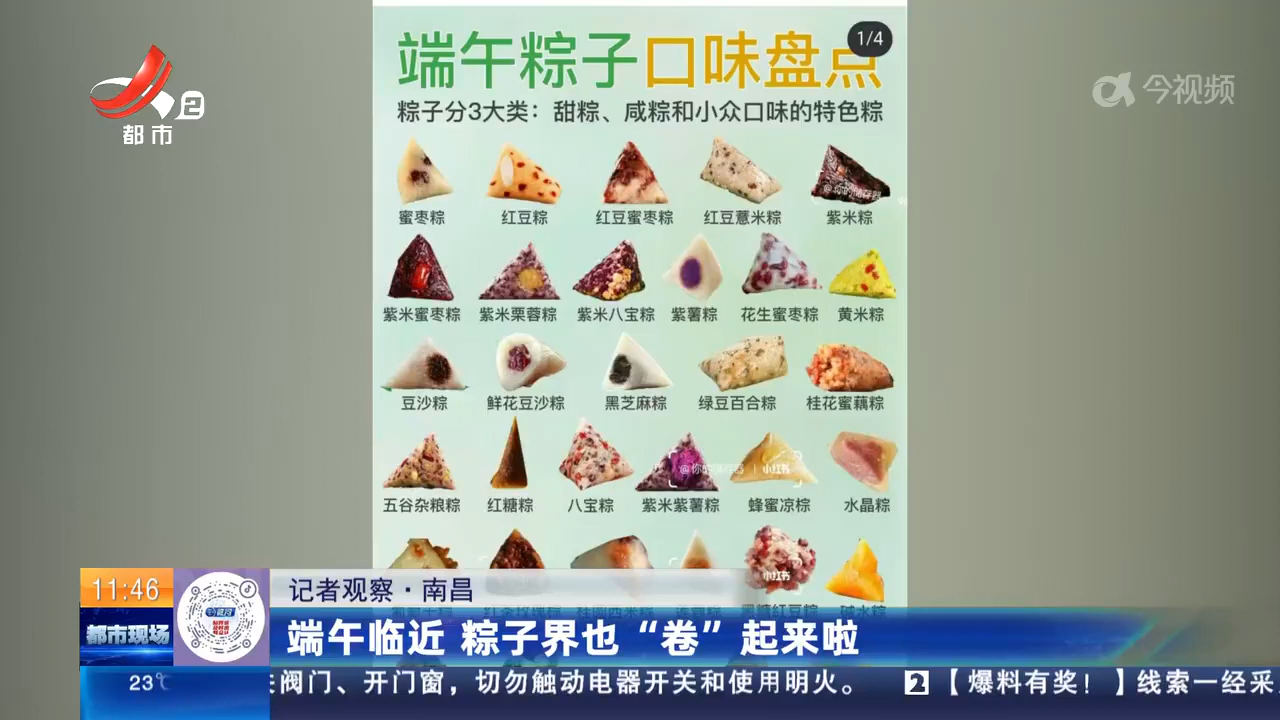 端午粽子口味盘点
1/4
2
都市
今视频
粽子分3大类：甜粽、咸粽和小众口味的特色粽
蜜枣粽 红豆粽 红豆蜜枣粽 红豆薏米粽 紫米粽
紫米蜜枣粽 紫米栗蓉粽 紫米八宝粽 紫薯粽 花生蜜枣粽 黄米粽
豆沙粽 鲜花豆沙粽 黑芝麻粽 绿豆百合粽 桂花蜜藕粽
小红书
五谷杂粮粽 红糖粽 八宝粽 紫米紫薯粽 蜂蜜凉棕 水晶粽
小红书
11:46
记者观察·南昌
都市现场
端午临近 粽子界也“卷”起来啦
23℃
阀门、开门窗，切勿触动电器开关和使用明火。 2【爆料有奖！】线索一经采